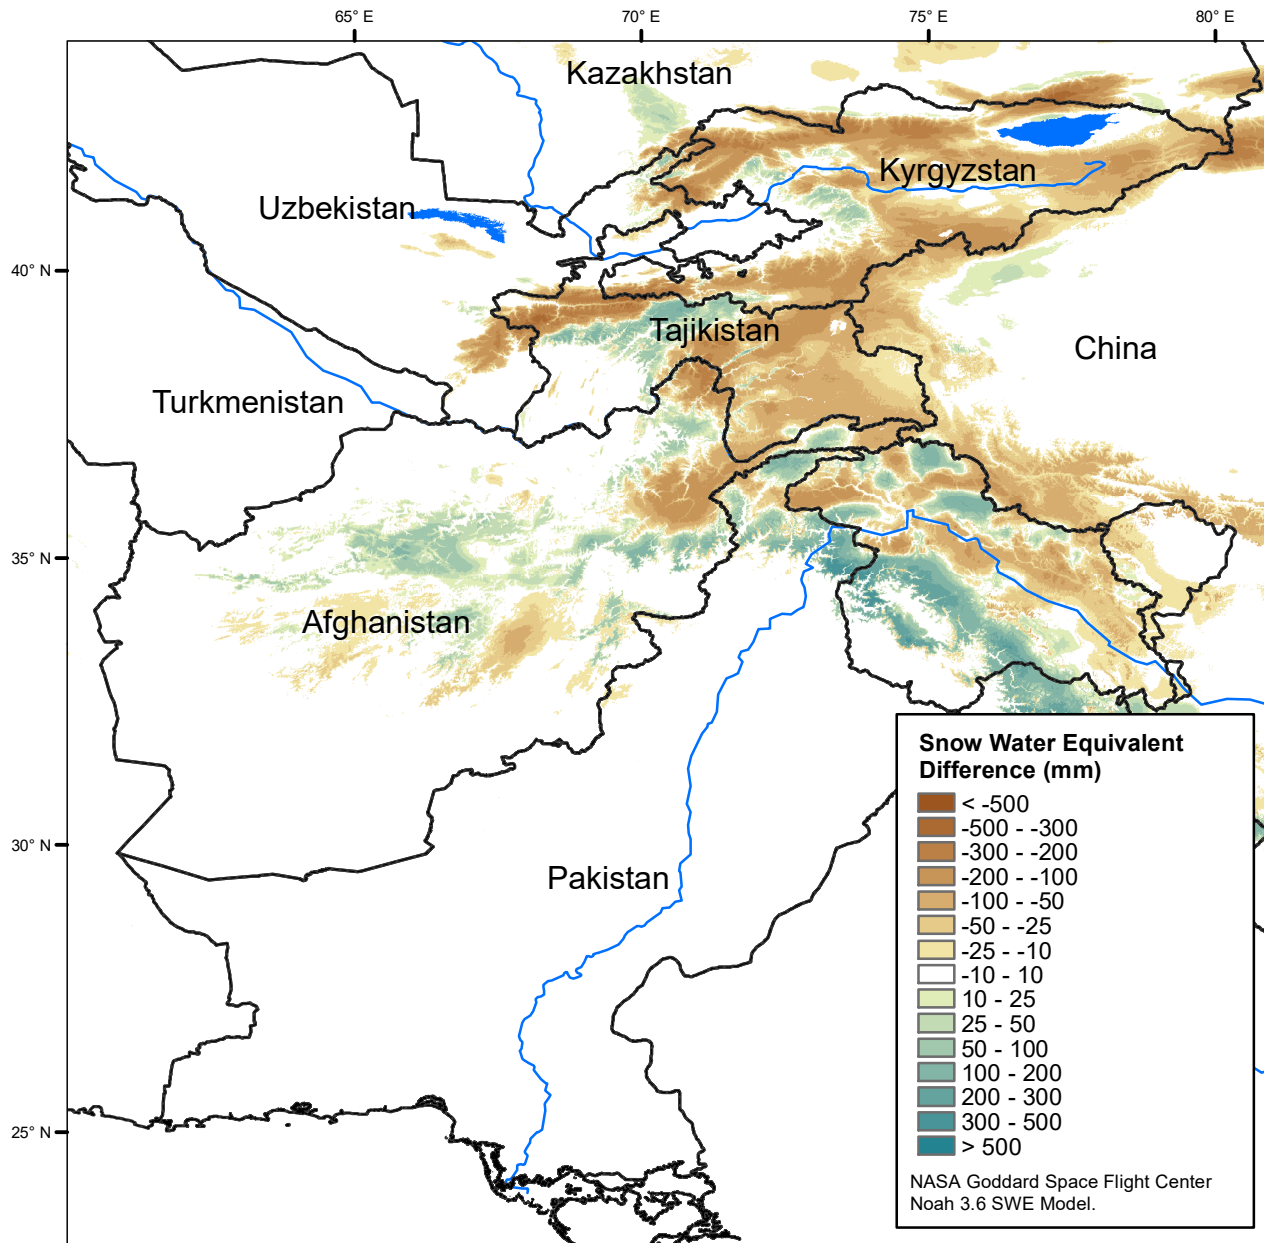 65° E
70° E
75° E
80° E
Kazakhstan
Kyrgyzstan
Uzbekistan
40° N
Tajikistan
China
Turkmenistan
35° N
Afghanistan
Snow Water Equivalent
Difference (mm)
< -500
-500 - -300
-300 - -200
-200 - -100
-100 - -50
-50 - -25
-25 - -10
-10 - 10
10 - 25
25 - 50
50 - 100
100 - 200
200 - 300
300 - 500
> 500
30° N
Pakistan
25° N
NASA Goddard Space Flight Center
Noah 3.6 SWE Model.